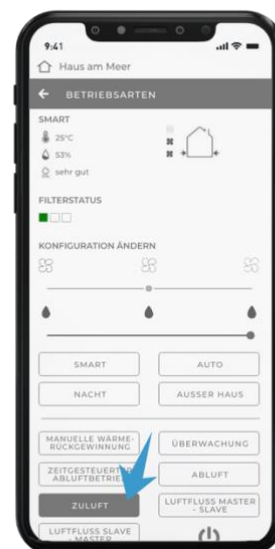 9:41
Haus am Meer
BETRIEBSARTEN
SMART
25°C
53%
sehr gut
FILTERSTATUS
KONFIGURATION ÄNDERN
SMART
AUTO
NACHT
AUSSER HAUS
MANUELLE WÄRME-
RÜCKGEWINNUNG
ÜBERWACHUNG
ZEITGESTEUERTER
ABLUFTBETRIEB
ABLUFT
ZULUFT
LUFTFLUSS MASTER
- SLAVE
LUFTFLUSS SLAVE
- MASTER